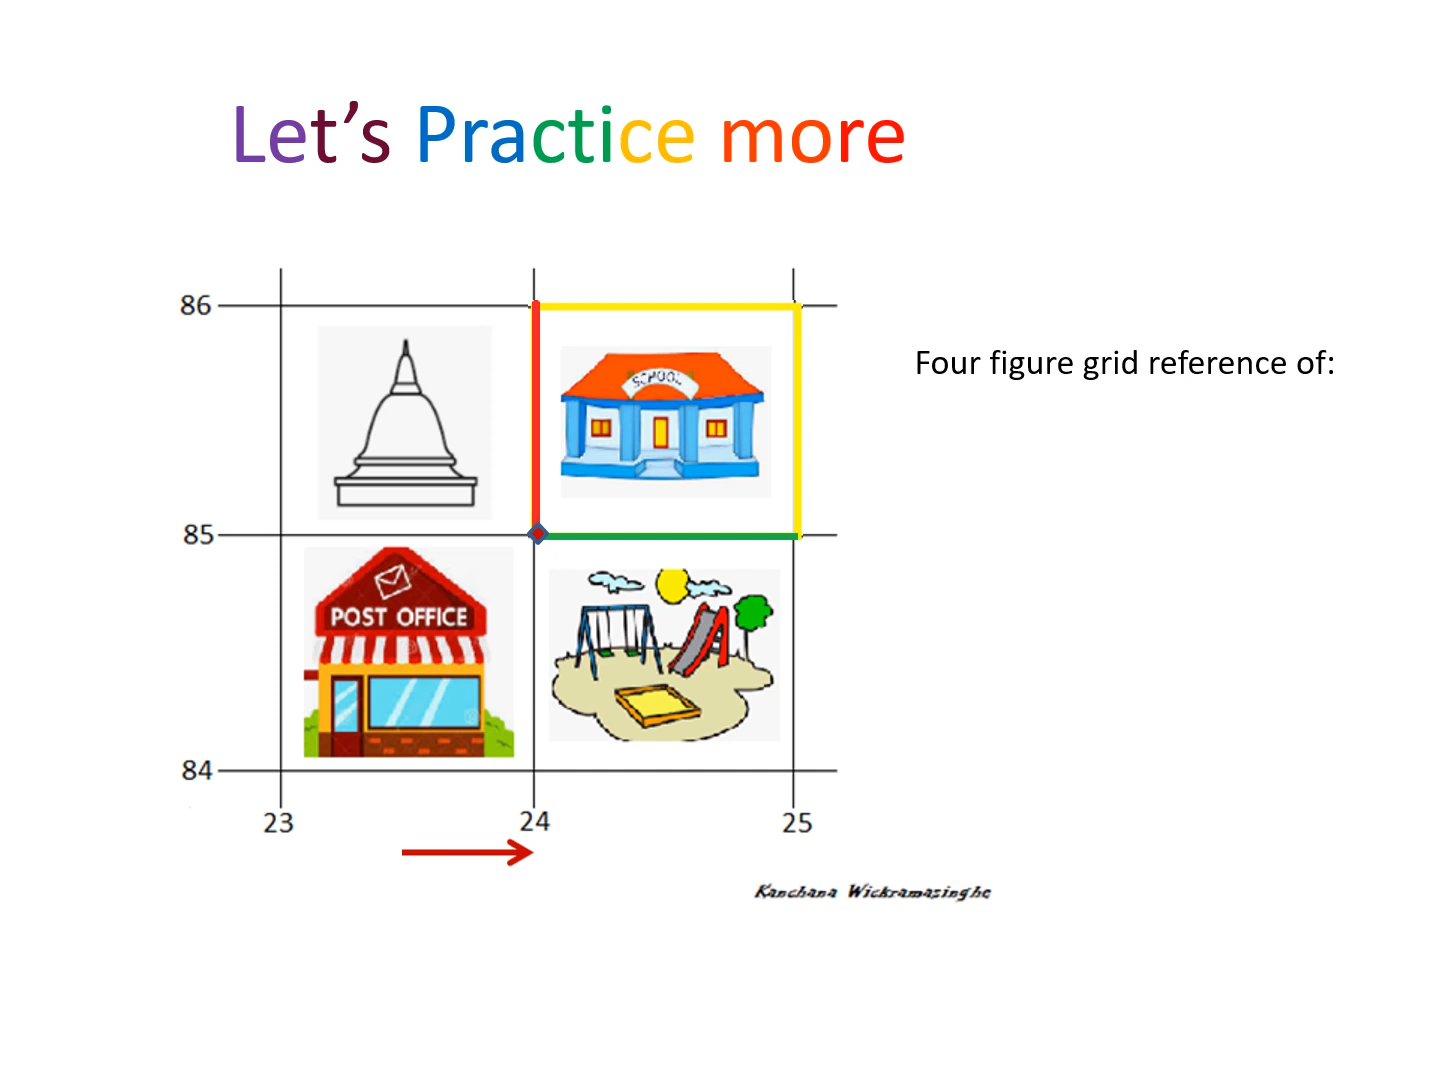 Let’s Practice more
86
SCHOOL
Four figure grid reference of:
85
POST OFFICE
84
23
24
25
Kanchana Wickramasinghe